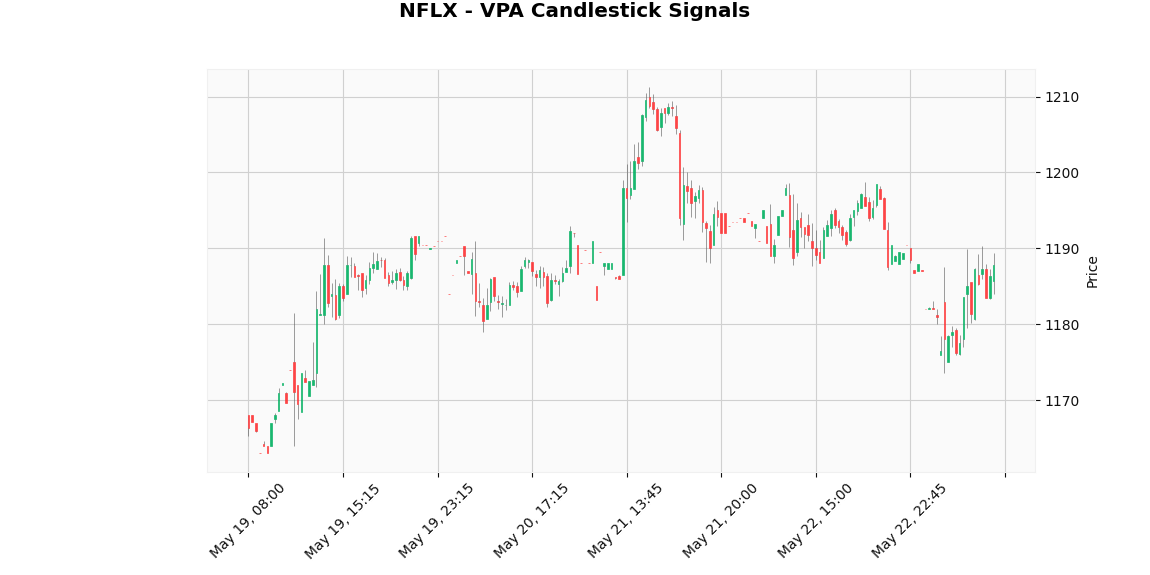 NFLX - VPA Candlestick Signals
1210
1200
1190
1180
1170
Price
May 19, 08:00
May 19, 15:15
May 19, 23:15
May 20, 17:15
May 21, 13:45
May 21, 20:00
May 22, 15:00
May 22, 22:45